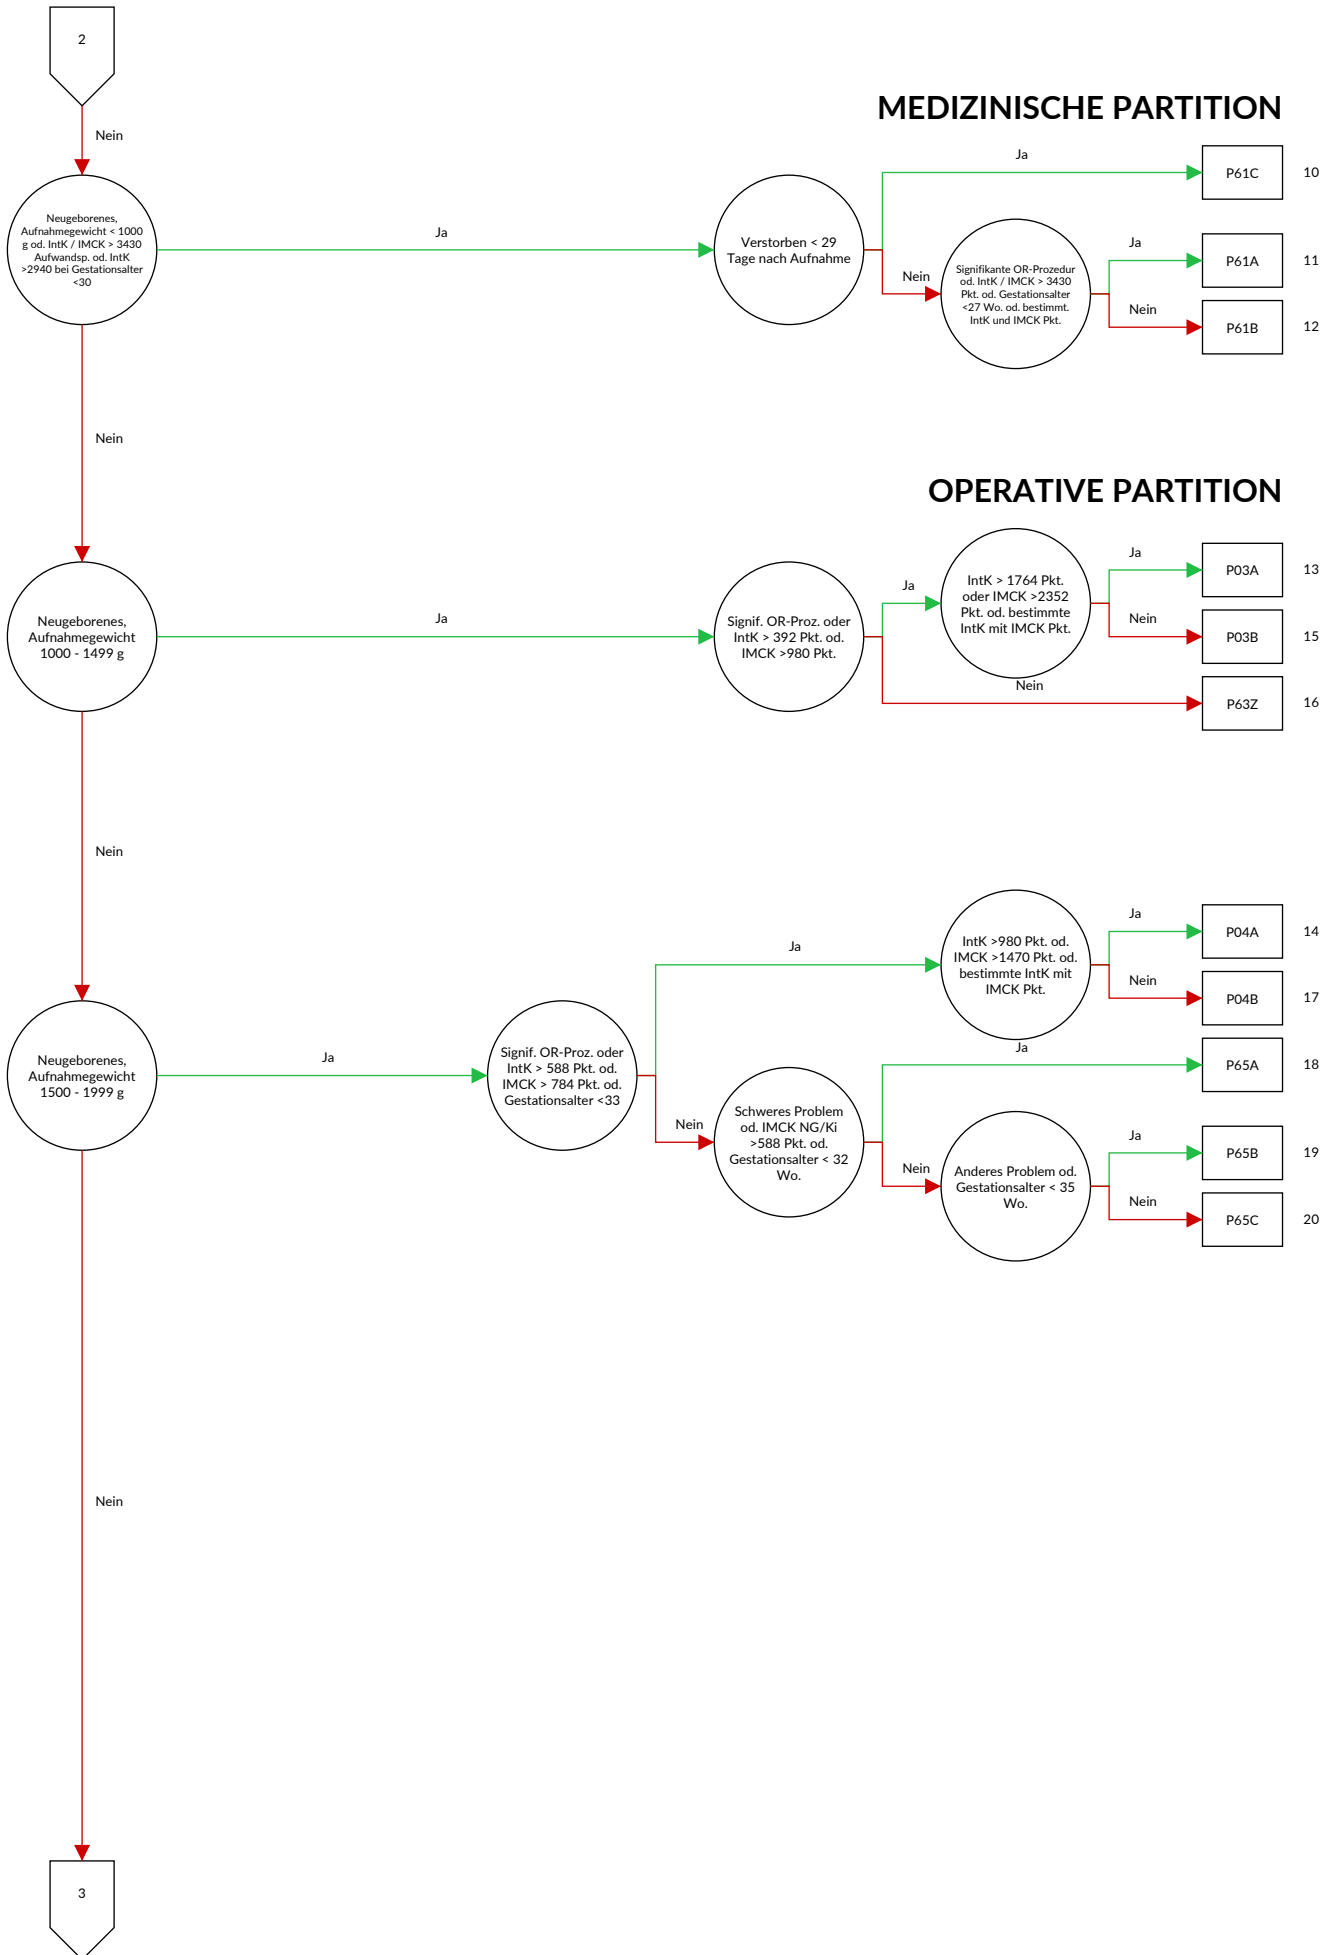 2
Nein
MEDIZINISCHE PARTITION
Neugeborenes,
Aufnahmegewicht < 1000
g od. IntK / IMCK > 3430
Aufwandsp. od. IntK
>2940 bei Gestationsalter
<30
Ja
Verstorben < 29
Tage nach Aufnahme
Ja
P61C
10
Nein
Signifikante OR-Prozedur
od. IntK / IMCK > 3430
Pkt. od. Gestationsalter
<27 Wo. od. bestimmt.
IntK und IMCK Pkt.
Ja
P61A
11
Nein
P61B
12
Nein
OPERATIVE PARTITION
Neugeborenes,
Aufnahmegewicht
1000 - 1499 g
Ja
Signif. OR-Proz. oder
IntK > 392 Pkt. od.
IMCK >980 Pkt.
Ja
IntK > 1764 Pkt.
oder IMCK >2352
Pkt. od. bestimmte
IntK mit IMCK Pkt.
Ja
P03A
13
Nein
P03B
15
Nein
P63Z
16
Nein
Neugeborenes,
Aufnahmegewicht
1500 - 1999 g
Ja
Signif. OR-Proz. oder
IntK > 588 Pkt. od.
IMCK > 784 Pkt. od.
Gestationsalter <33
Ja
IntK >980 Pkt. od.
IMCK >1470 Pkt. od.
bestimmte IntK mit
IMCK Pkt.
Ja
P04A
14
Nein
P04B
17
Nein
Schweres Problem
od. IMCK NG/Ki
>588 Pkt. od.
Gestationsalter < 32
Wo.
Ja
P65A
18
Nein
Anderes Problem od.
Gestationsalter < 35
Wo.
Ja
P65B
19
Nein
P65C
20
Nein
3